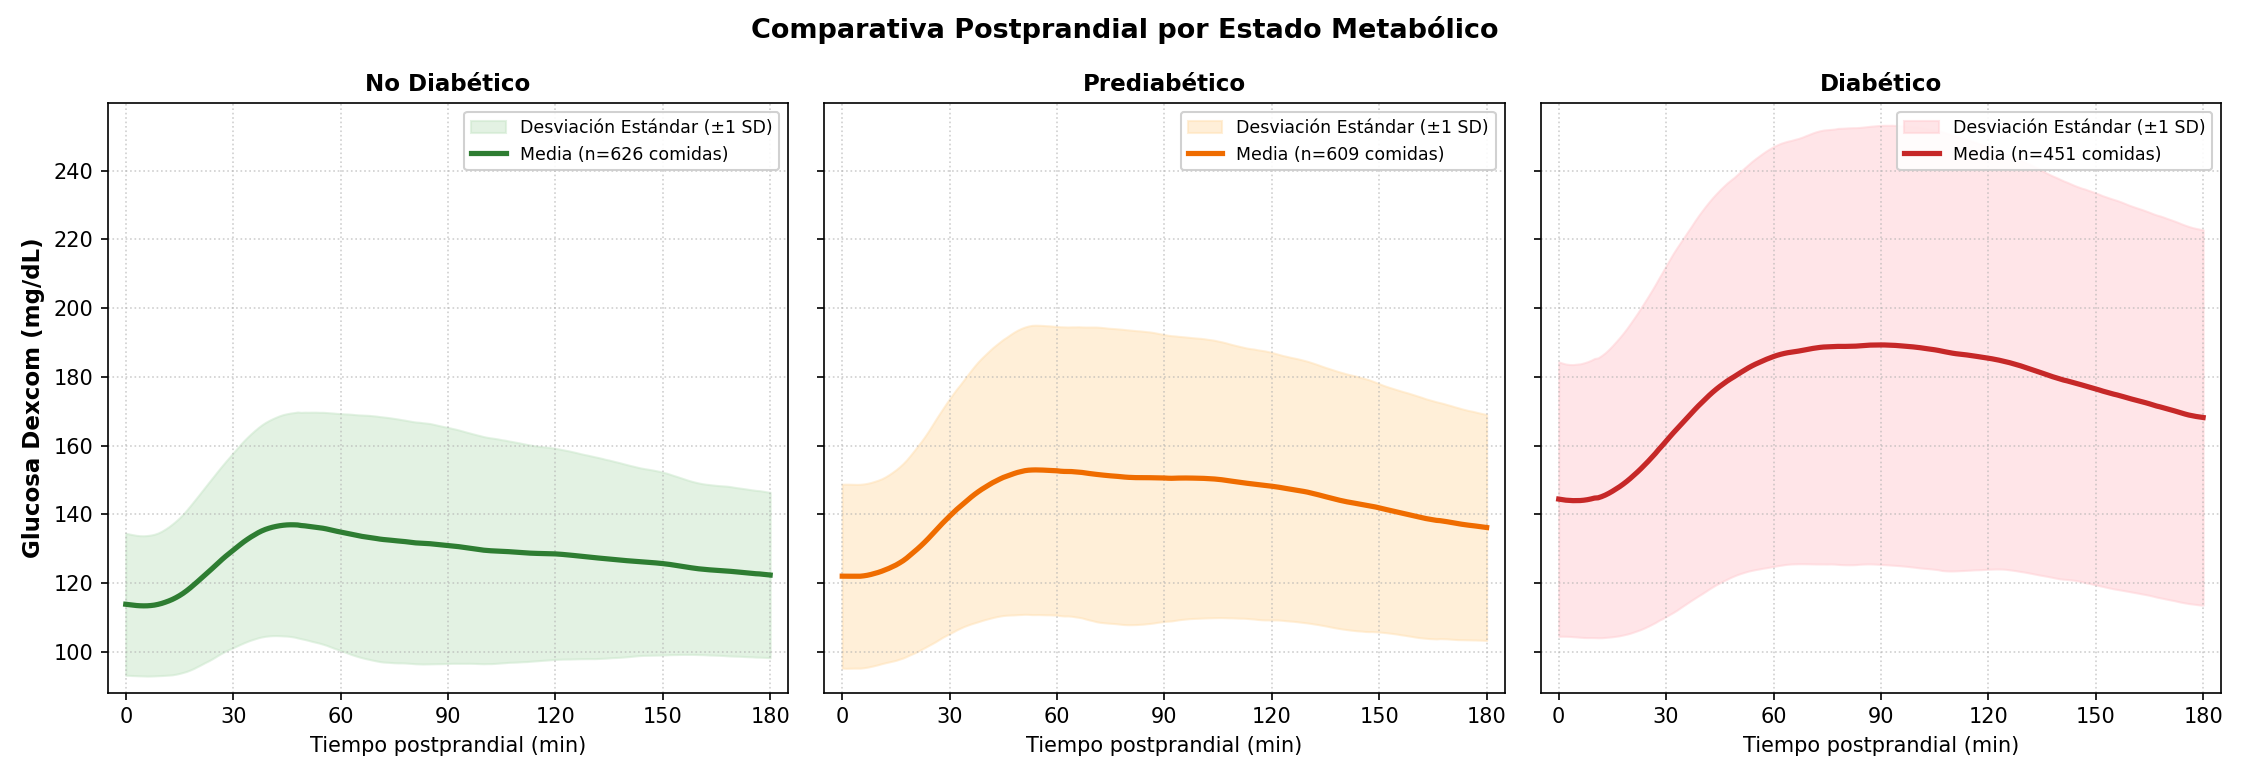 Comparativa Postprandial por Estado Metabólico
No Diabético
Desviación Estándar (±1 SD)
Media (n=626 comidas)
Glucosa Dexcom (mg/dL)
240
220
200
180
160
140
120
100
0 30 60 90 120 150 180
Tiempo postprandial (min)
Prediabético
Desviación Estándar (±1 SD)
Media (n=609 comidas)
0 30 60 90 120 150 180
Tiempo postprandial (min)
Diabético
Desviación Estándar (±1 SD)
Media (n=451 comidas)
0 30 60 90 120 150 180
Tiempo postprandial (min)